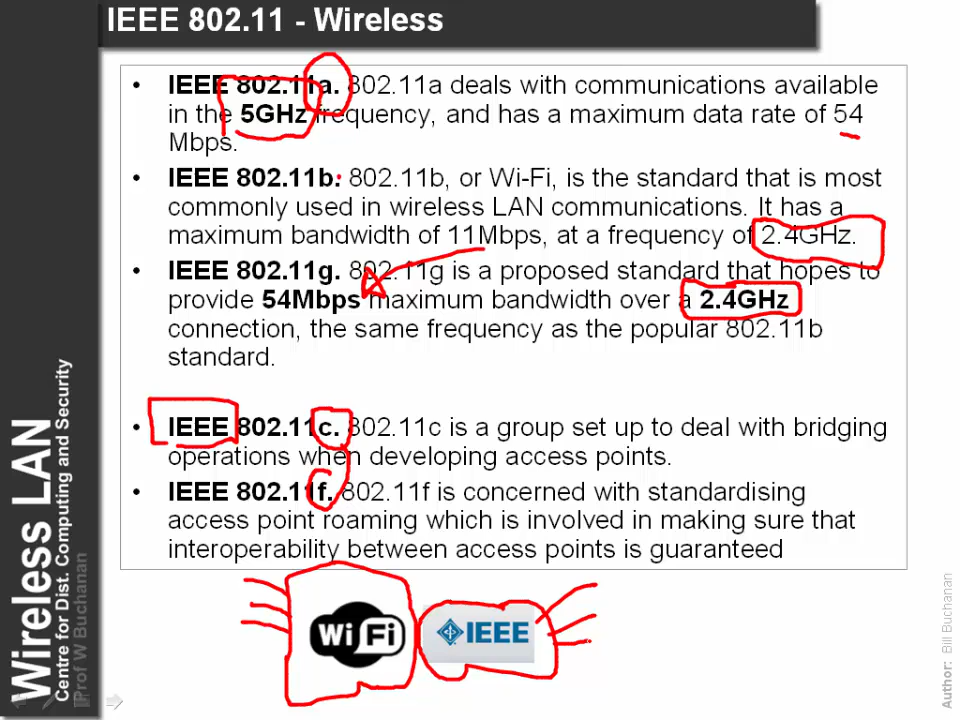 IEEE 802.11 - Wireless
• IEEE 802.11a. 802.11a deals with communications available
in the 5GHz frequency, and has a maximum data rate of 54
Mbps.
• IEEE 802.11b. 802.11b, or Wi-Fi, is the standard that is most
commonly used in wireless LAN communications. It has a
maximum bandwidth of 11Mbps, at a frequency of 2.4GHz.
• IEEE 802.11g. 802.11g is a proposed standard that hopes to
provide 54Mbps maximum bandwidth over a 2.4GHz
connection, the same frequency as the popular 802.11b
standard.
• IEEE 802.11c. 802.11c is a group set up to deal with bridging
operations when developing access points.
• IEEE 802.11f. 802.11f is concerned with standardising
access point roaming which is involved in making sure that
interoperability between access points is guaranteed
Wi Fi
IEEE
Wireless LAN
Centre for Dist. Computing and Security
Prof W Buchanan
Author: Bill Buchanan